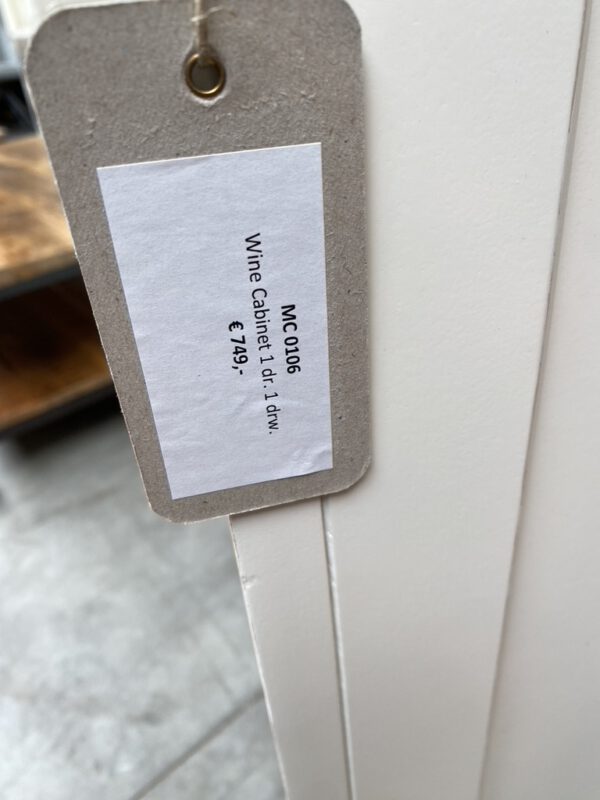 MC 0106
Wine Cabinet 1 dr. 1 drw.
€ 749,-